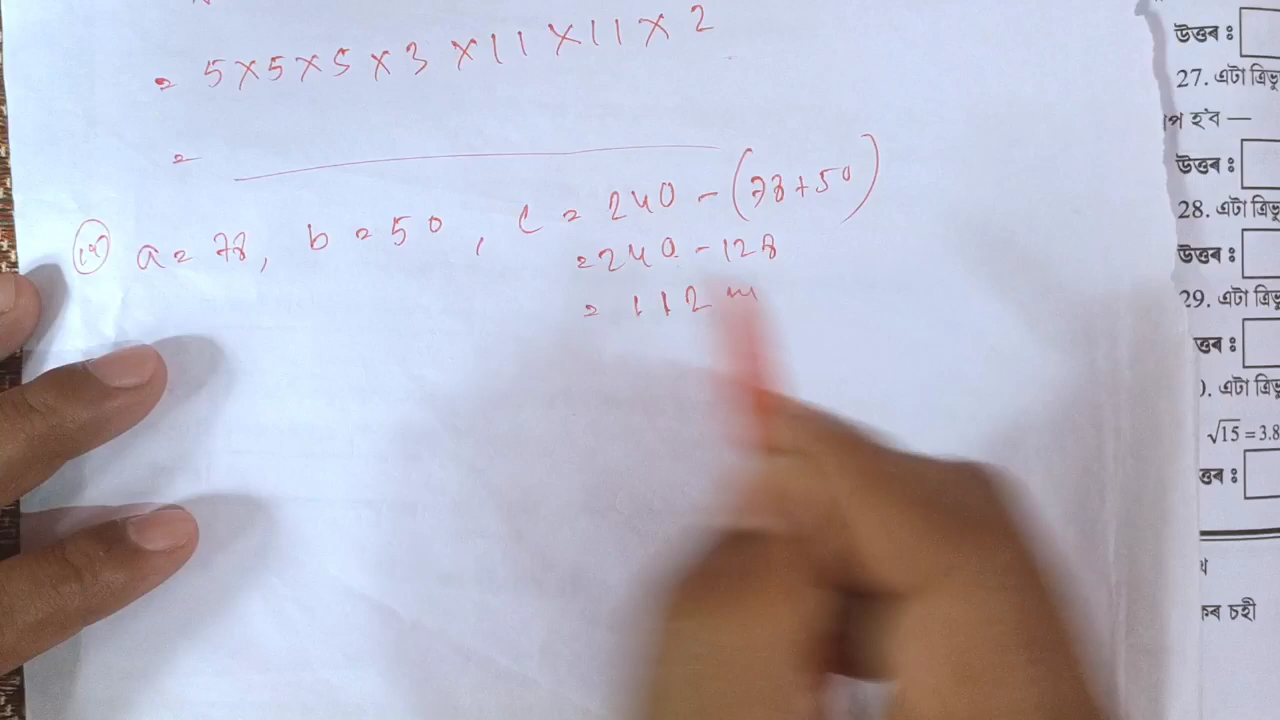 = 5×5×5×3×11×11×2
=
a = 78, b = 50, c = 240 - (78+50)
= 240 - 128
= 112 m
উত্তৰ ঃ
27. এটা ত্ৰিভু
হ'ব —
উত্তৰ ঃ
28. এটা ত্ৰিভু
উত্তৰ ঃ
29. এটা ত্ৰিভু
ত্তৰ ঃ
). এটা ত্ৰিভু
√15 = 3.8
ত্তৰ ঃ
চহী